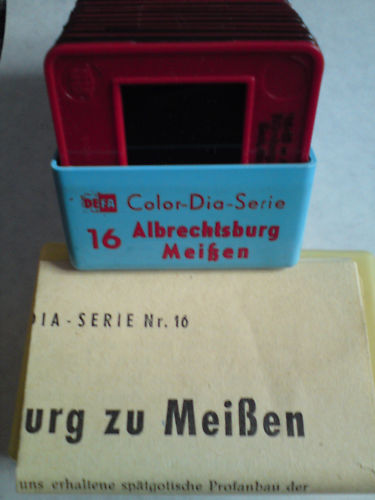 DEFA Color-Dia-Serie
16 Albrechtsburg
Meißen
DIA-SERIE Nr. 16
urg zu Meißen
uns erhaltene spätgotische Profanbau der